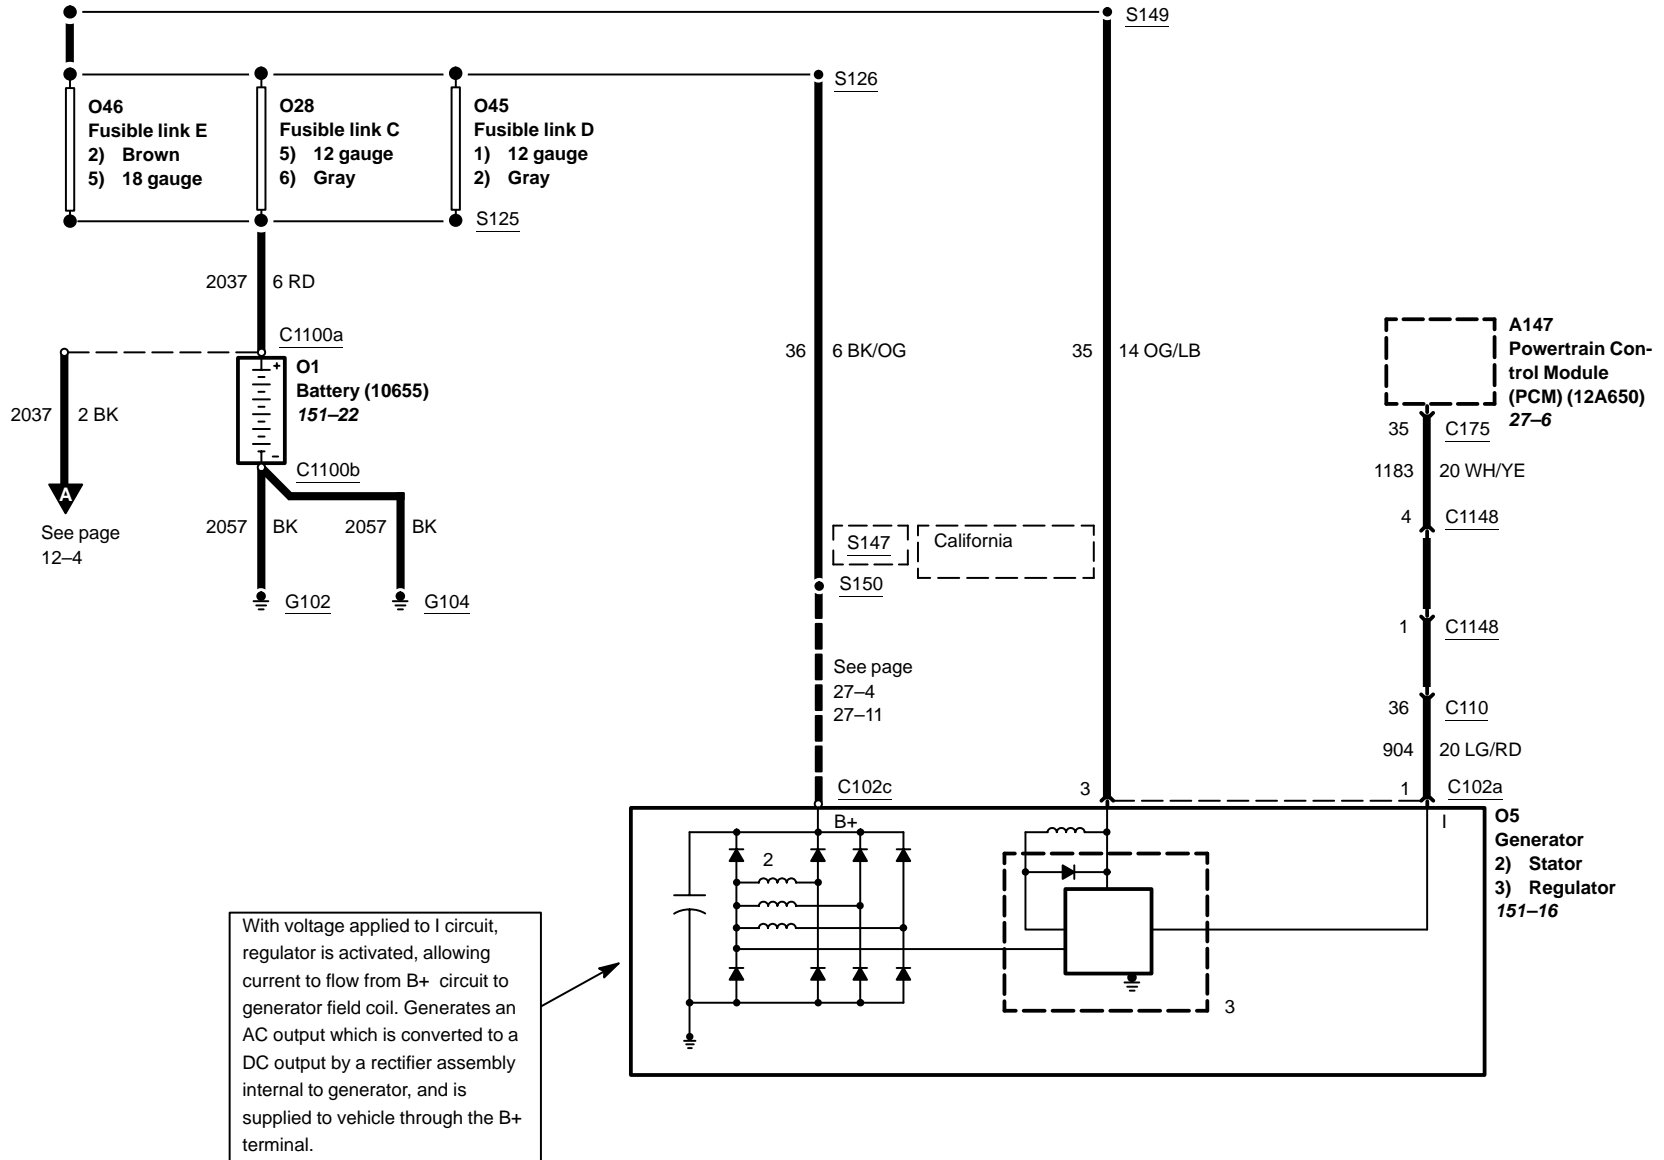 S149
S126
O46
Fusible link E
2) Brown
5) 18 gauge
O28
Fusible link C
5) 12 gauge
6) Gray
O45
Fusible link D
1) 12 gauge
2) Gray
S125
2037 6 RD
C1100a
+
O1
Battery (10655)
151–22
-
2037 2 BK
A
See page
12–4
C1100b
2057 BK
2057 BK
G102
G104
36 6 BK/OG
35 14 OG/LB
A147
Powertrain Con-
trol Module
(PCM) (12A650)
27–6
35 C175
1183 20 WH/YE
4 C1148
S147
California
S150
1 C1148
See page
27–4
27–11
36 C110
904 20 LG/RD
C102c
3
1 C102a
B+
I
O5
Generator
2) Stator
3) Regulator
151–16
2
3
With voltage applied to I circuit,
regulator is activated, allowing
current to flow from B+ circuit to
generator field coil. Generates an
AC output which is converted to a
DC output by a rectifier assembly
internal to generator, and is
supplied to vehicle through the B+
terminal.